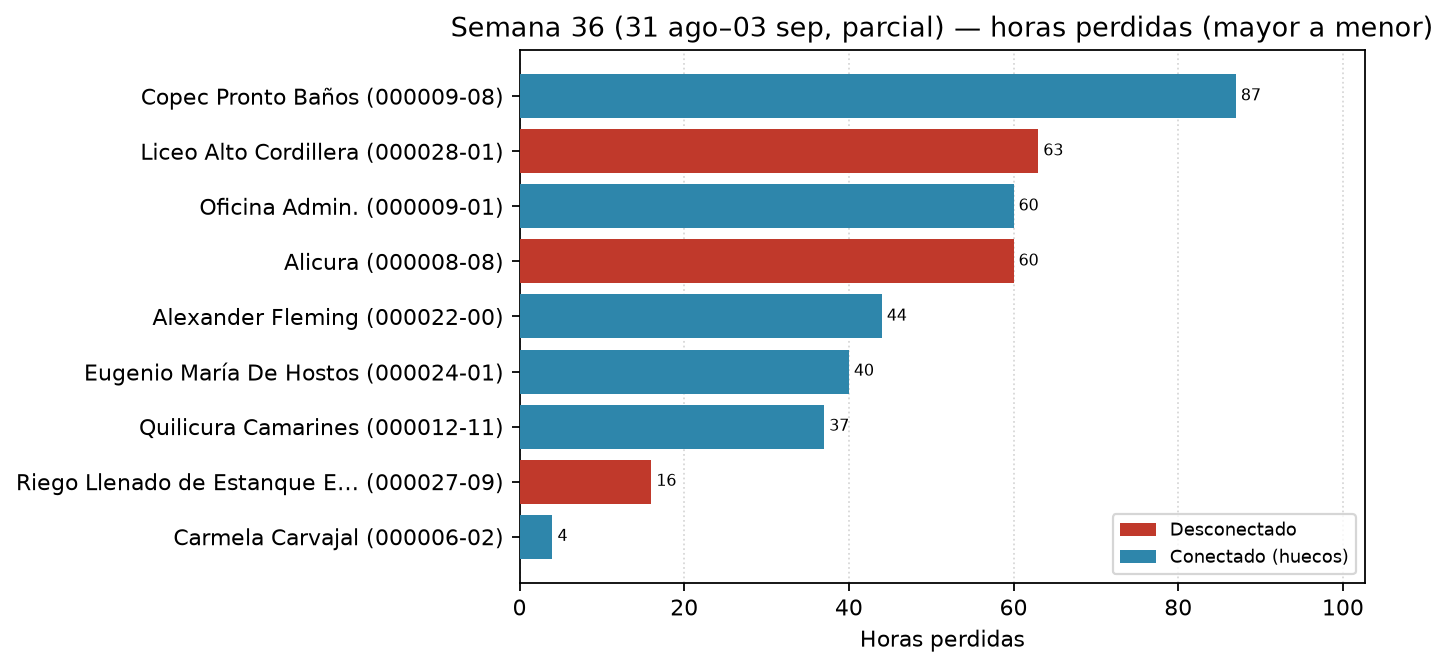 Semana 36 (31 ago–03 sep, parcial) — horas perdidas (mayor a menor)
Copec Pronto Baños (000009-08) 87
Liceo Alto Cordillera (000028-01) 63
Oficina Admin. (000009-01) 60
Alicura (000008-08) 60
Alexander Fleming (000022-00) 44
Eugenio María De Hostos (000024-01) 40
Quilicura Camarines (000012-11) 37
Riego Llenado de Estanque E... (000027-09) 16
Carmela Carvajal (000006-02) 4
Desconectado
Conectado (huecos)
0 20 40 60 80 100
Horas perdidas